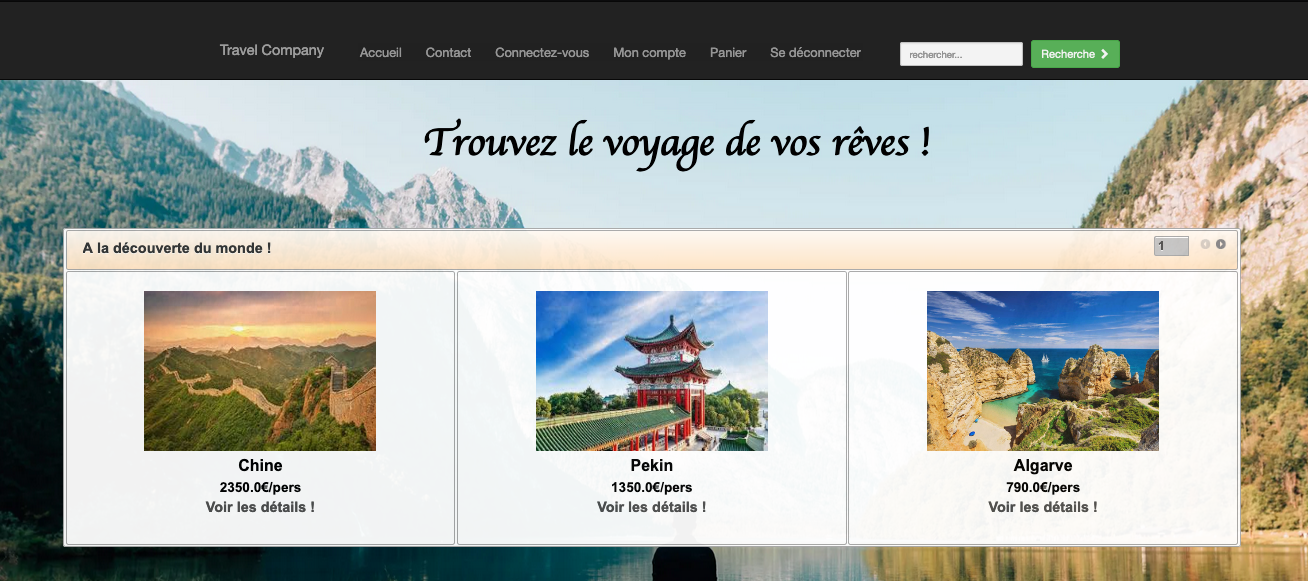 Travel Company Accueil Contact Connectez-vous Mon compte Panier Se déconnecter rechercher... Recherche
Trouvez le voyage de vos rêves !
A la découverte du monde ! 1
Chine
2350.0€/pers
Voir les détails !
Pekin
1350.0€/pers
Voir les détails !
Algarve
790.0€/pers
Voir les détails !